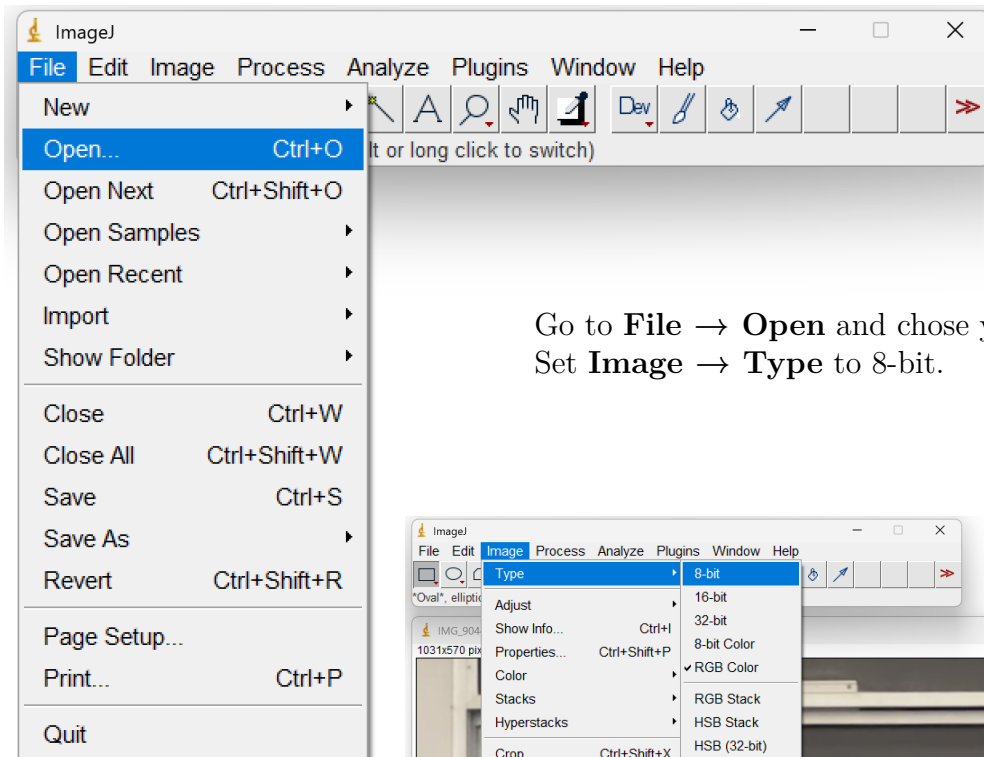 ImageJ
File Edit Image Process Analyze Plugins Window Help
Dev
lt or long click to switch)
New
Open... Ctrl+O
Open Next Ctrl+Shift+O
Open Samples
Open Recent
Import
Show Folder
Close Ctrl+W
Close All Ctrl+Shift+W
Save Ctrl+S
Save As
Revert Ctrl+Shift+R
Page Setup...
Print... Ctrl+P
Quit
Go to File → Open and chose
Set Image → Type to 8-bit.
ImageJ
File Edit Image Process Analyze Plugins Window Help
*Oval*, elliptic
Type
Adjust
Show Info... Ctrl+I
Properties... Ctrl+Shift+P
Color
Stacks
Hyperstacks
Crop Ctrl+Shift+X
8-bit
16-bit
32-bit
8-bit Color
RGB Color
RGB Stack
HSB Stack
HSB (32-bit)
IMG_904
1031x570 pix